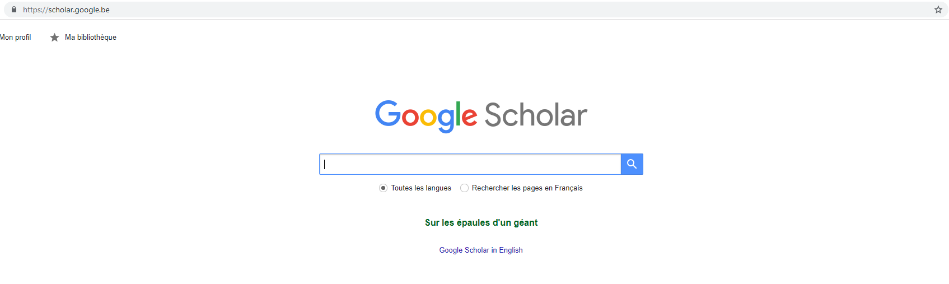 https://scholar.google.be
Mon profil
Ma bibliothèque
Google Scholar
Toutes les langues
Rechercher les pages en Français
Sur les épaules d'un géant
Google Scholar in English